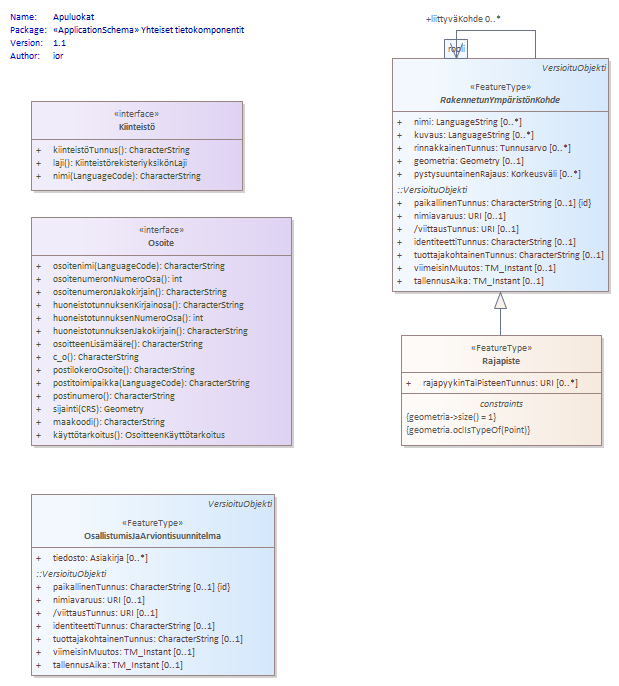 Name: Apuluokat
Package: «ApplicationSchema» Yhteiset tietokomponentit
Version: 1.1
Author: ior
«interface»
Kiinteistö
+ kiinteistöTunnus(): CharacterString
+ laji(): KiinteistörekisteriyksikönLaji
+ nimi(LanguageCode): CharacterString
«interface»
Osoite
+ osoitenimi(LanguageCode): CharacterString
+ osoitenumeronNumeroOsa(): int
+ osoitenumeronJakokirjain(): CharacterString
+ huoneistotunnuksenKirjainosa(): CharacterString
+ huoneistotunnuksenNumeroOsa(): int
+ huoneistotunnuksenJakokirjain(): CharacterString
+ osoitteenLisämääre(): CharacterString
+ c_o(): CharacterString
+ postilokeroOsoite(): CharacterString
+ postitoimipaikka(LanguageCode): CharacterString
+ postinumero(): CharacterString
+ sijainti(CRS): Geometry
+ maakoodi(): CharacterString
+ käyttötarkoitus(): OsoitteenKäyttötarkoitus
VersioituObjekti
«FeatureType»
OsallistumisJaArviontisuunnitelma
+ tiedosto: Asiakirja [0..*]
::VersioituObjekti
+ paikallinenTunnus: CharacterString [0..1] {id}
+ nimiavaruus: URI [0..1]
+ /viittausTunnus: URI [0..1]
+ identiteettiTunnus: CharacterString [0..1]
+ tuottajakohtainenTunnus: CharacterString [0..1]
+ viimeisinMuutos: TM_Instant [0..1]
+ tallennusAika: TM_Instant [0..1]
+liittyväKohde 0..*
rooli
VersioituObjekti
«FeatureType»
RakennetunYmpäristönKohde
+ nimi: LanguageString [0..*]
+ kuvaus: LanguageString [0..*]
+ rinnakkainenTunnus: Tunnusarvo [0..*]
+ geometria: Geometry [0..1]
+ pystysuuntainenRajaus: Korkeusväli [0..*]
::VersioituObjekti
+ paikallinenTunnus: CharacterString [0..1] {id}
+ nimiavaruus: URI [0..1]
+ /viittausTunnus: URI [0..1]
+ identiteettiTunnus: CharacterString [0..1]
+ tuottajakohtainenTunnus: CharacterString [0..1]
+ viimeisinMuutos: TM_Instant [0..1]
+ tallennusAika: TM_Instant [0..1]
«FeatureType»
Rajapiste
+ rajapyykinTaiPisteenTunnus: URI [0..*]
constraints
{geometria->size() = 1}
{geometria.oclIsTypeOf(Point)}